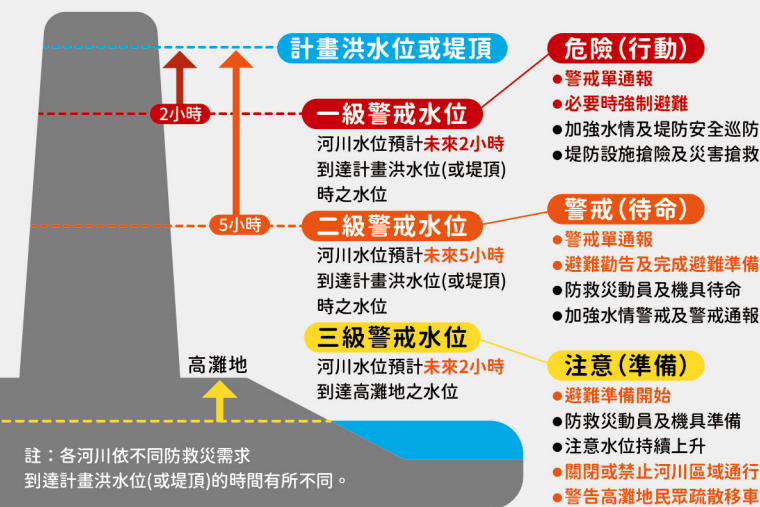 計畫洪水位或堤頂
2小時
一級警戒水位
河川水位預計未來2小時
到達計畫洪水位(或堤頂)
時之水位
危險(行動)
●警戒單通報
●必要時強制避難
●加強水情及堤防安全巡防
●堤防設施搶險及災害搶救
5小時
二級警戒水位
河川水位預計未來5小時
到達計畫洪水位(或堤頂)
時之水位
警戒(待命)
●警戒單通報
●避難勸告及完成避難準備
●防救災動員及機具待命
●加強水情警戒及警戒通報
三級警戒水位
河川水位預計未來2小時
到達高灘地之水位
高灘地
注意(準備)
●避難準備開始
●防救災動員及機具準備
●注意水位持續上升
●關閉或禁止河川區域通行
●警告高灘地民眾疏散移車
註：各河川依不同防救災需求
到達計畫洪水位(或堤頂)的時間有所不同。